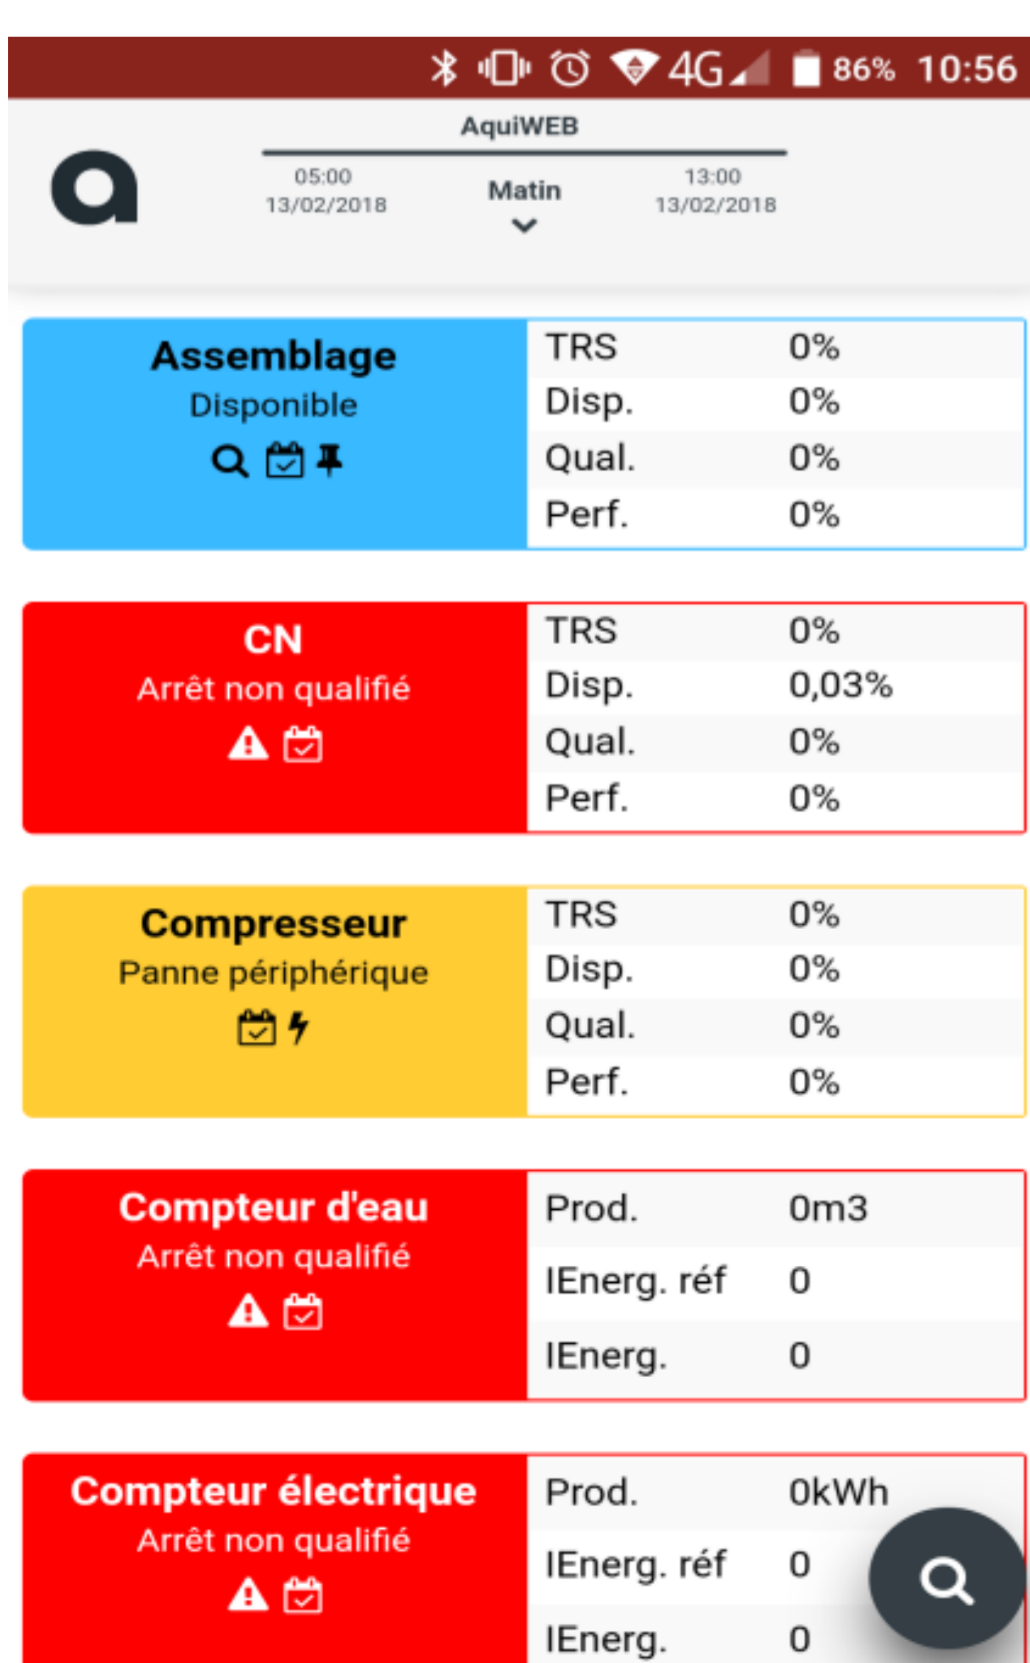 4G 86% 10:56
AquiWEB
a
05:00 Matin 13:00
13/02/2018 13/02/2018
Assemblage
Disponible
TRS 0%
Disp. 0%
Qual. 0%
Perf. 0%
CN
Arrêt non qualifié
TRS 0%
Disp. 0,03%
Qual. 0%
Perf. 0%
Compresseur
Panne périphérique
TRS 0%
Disp. 0%
Qual. 0%
Perf. 0%
Compteur d'eau
Arrêt non qualifié
Prod. 0m3
IEnerg. réf 0
IEnerg. 0
Compteur électrique
Arrêt non qualifié
Prod. 0kWh
IEnerg. réf 0
IEnerg. 0